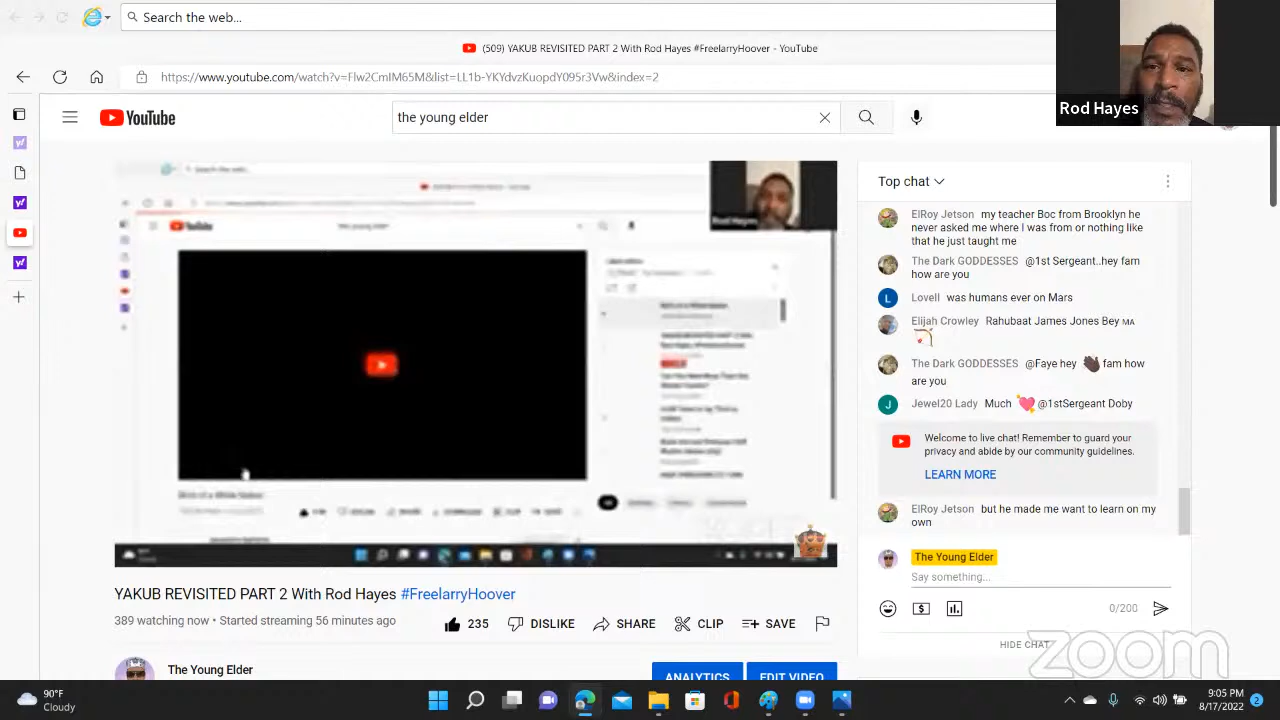 Search the web...
(509) YAKUB REVISITED PART 2 With Rod Hayes #FreelarryHoover - YouTube
https://www.youtube.com/watch?v=Flw2CmIM65M&list=LL1b-YKYdvzKuopdY095r3Vw&index=2
Rod Hayes
YouTube
the young elder
Top chat
ElRoy Jetson my teacher Boc from Brooklyn he
never asked me where I was from or nothing like
that he just taught me
The Dark GODDESSES @1st Sergeant..hey fam
how are you
Lovell was humans ever on Mars
Elijah Crowley Rahubaat James Jones Bey
The Dark GODDESSES @Faye hey fam how
are you
Jewel20 Lady Much @1stSergeant Doby
Welcome to live chat! Remember to guard your
privacy and abide by our community guidelines.
LEARN MORE
ElRoy Jetson but he made me want to learn on my
own
The Young Elder
Say something...
0/200
HIDE CHAT
YouTube
YAKUB REVISITED PART 2 With Rod Hayes #FreelarryHoover
389 watching now • Started streaming 56 minutes ago
235 DISLIKE SHARE CLIP SAVE
The Young Elder
ANALYTICS EDIT VIDEO
zoom
90°F
Cloudy
9:05 PM
8/17/2022
2